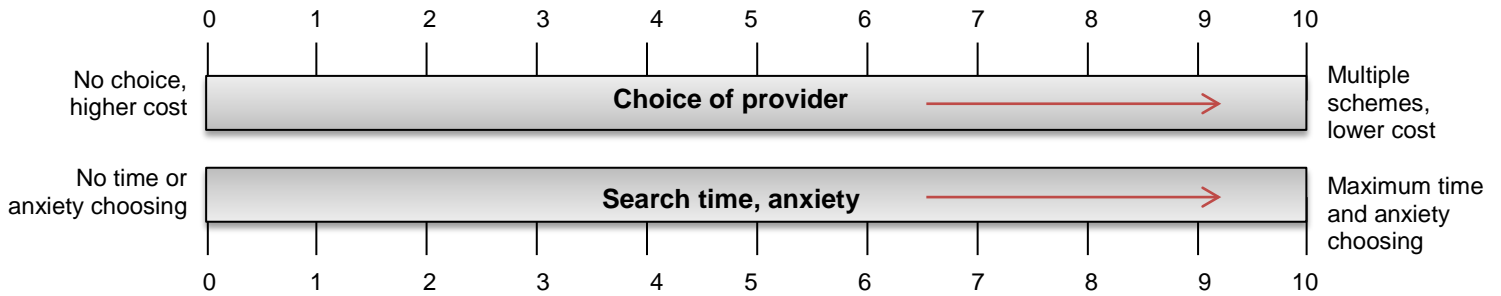 0 1 2 3 4 5 6 7 8 9 10
No choice,
higher cost
Choice of provider
Multiple
schemes,
lower cost
No time or
anxiety choosing
Search time, anxiety
Maximum time
and anxiety
choosing
0 1 2 3 4 5 6 7 8 9 10